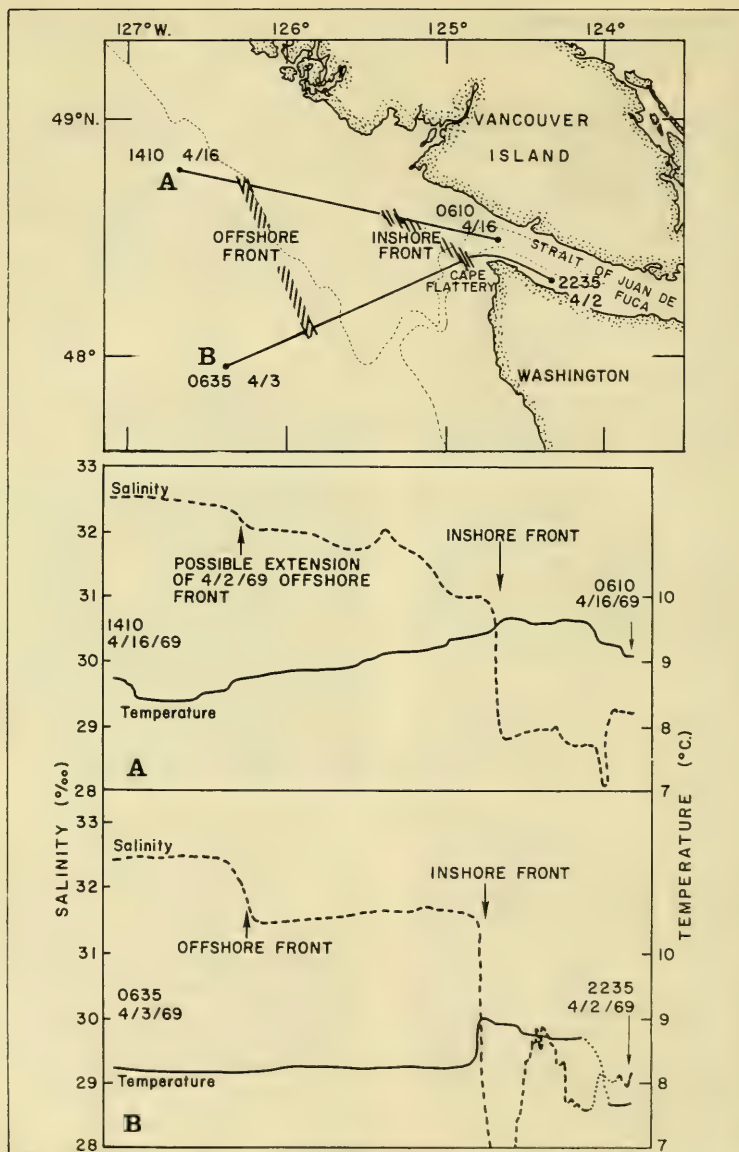 127° W. 126° 125° 124°
49° N.
VANCOUVER
ISLAND
1410 4/16
A
0610
4/16
OFFSHORE
FRONT
INSHORE
FRONT
STRAIT OF JUAN DE
FUCA
CAPE
FLATTERY
2235
4/2
48°
B
0635 4/3
WASHINGTON
33
Salinity
32
INSHORE FRONT
POSSIBLE EXTENSION
OF 4/2/69 OFFSHORE
FRONT
31
10
0610
4/16/69
1410
4/16/69
30
9
29
Temperature
8
A
28
7
SALINITY (‰)
TEMPERATURE (°C.)
33
Salinity
32
INSHORE FRONT
OFFSHORE FRONT
31
10
0635
4/3/69
2235
4/2/69
30
9
29
Temperature
8
B
28
7